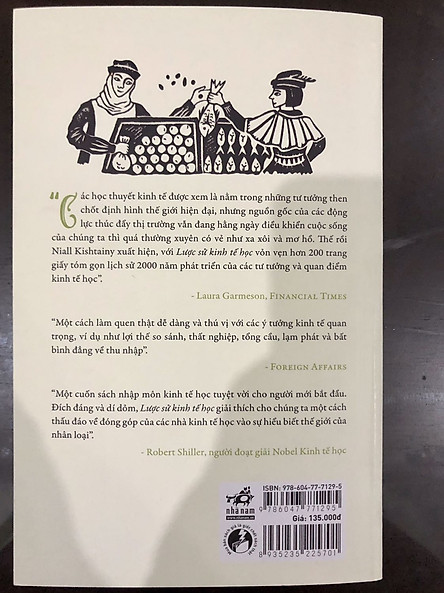 “Các học thuyết kinh tế được xem là nằm trong những tư tưởng then
chốt định hình thế giới hiện đại, nhưng nguồn gốc của các động
lực thúc đẩy thị trường vẫn đang hằng ngày điều khiển cuộc sống
của chúng ta thì quá thường xuyên có vẻ như xa xôi và mơ hồ. Thế rồi
Niall Kishtainy xuất hiện, với Lược sử kinh tế học vỏn vẹn hơn 200 trang
giấy tóm gọn lịch sử 2000 năm phát triển của các tư tưởng và quan điểm
kinh tế học”.
- Laura Garmeson, FINANCIAL TIMES
“Một cách làm quen thật dễ dàng và thú vị với các ý tưởng kinh tế quan
trọng, ví dụ như lợi thế so sánh, thất nghiệp, tổng cầu, lạm phát và bất
bình đẳng về thu nhập”.
- FOREIGN AFFAIRS
“Một cuốn sách nhập môn kinh tế học tuyệt vời cho người mới bắt đầu.
Đích đáng và dí dỏm, Lược sử kinh tế học giải thích cho chúng ta một cách
thấu đáo về đóng góp của các nhà kinh tế học vào sự hiểu biết thế giới của
nhân loại”.
- Robert Shiller, người đoạt giải Nobel Kinh tế học
ISBN: 978-604-77-7129-5
9 786047 771295
nhã nam
Giá: 135.000đ
8 935235 225701